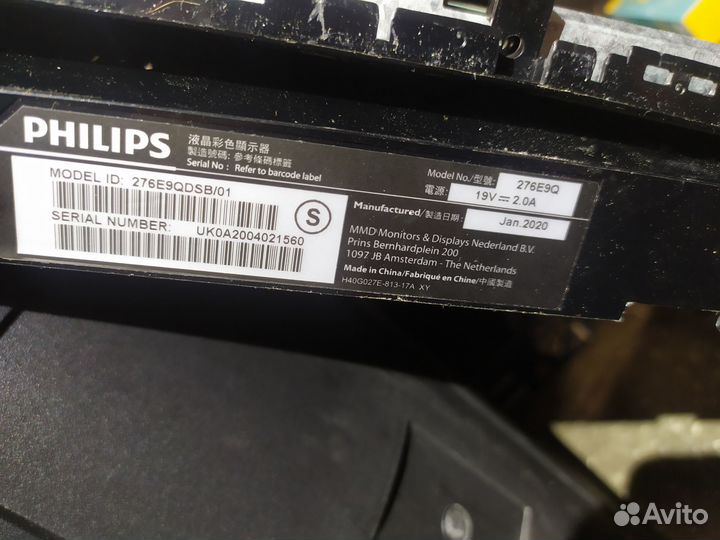 PHILIPS
液晶彩色顯示器
製造號碼: 參考條碼標籤
Serial No : Refer to barcode label
MODEL ID: 276E9QDSB/01
S
SERIAL NUMBER:
UK0A2004021560
Model No./型號: 276E9Q
電源: 19V⎓2.0A
Manufactured/製造日期: Jan.2020
MMD Monitors & Displays Nederland B.V.
Prins Bernhardplein 200
1097 JB Amsterdam - The Netherlands
Made in China/Fabriqué en Chine/中國製造
H40G027E-813-17A XY
Avito